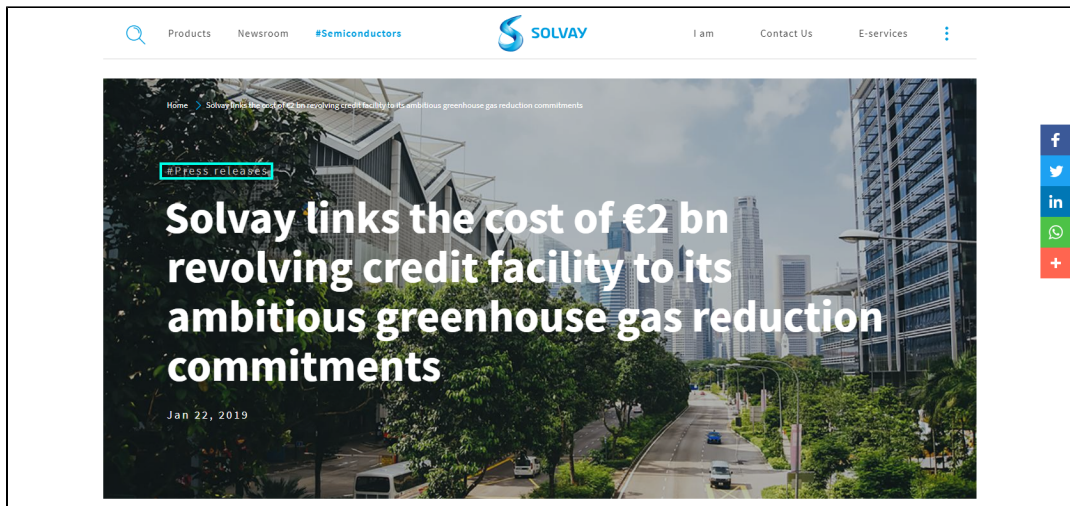 Products Newsroom #Semiconductors SOLVAY I am Contact Us E-services
Home > Solvay links the cost of €2 bn revolving credit facility to its ambitious greenhouse gas reduction commitments
#Press releases
Solvay links the cost of €2 bn
revolving credit facility to its
ambitious greenhouse gas reduction
commitments
Jan 22, 2019